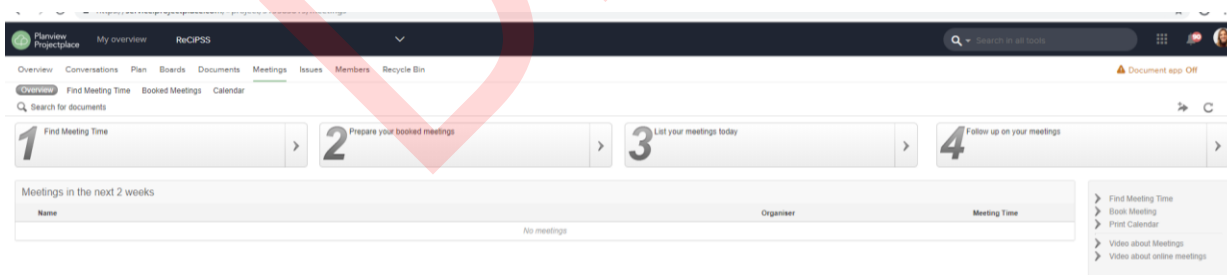 Planview
Projectplace
My overview
ReCiPSS
Search in all tools
Overview Conversations Plan Boards Documents Meetings Issues Members Recycle Bin
Document app Off
Overview Find Meeting Time Booked Meetings Calendar
Search for documents
1 Find Meeting Time
2 Prepare your booked meetings
3 List your meetings today
4 Follow up on your meetings
Meetings in the next 2 weeks
Name Organiser Meeting Time
No meetings
Find Meeting Time
Book Meeting
Print Calendar
Video about Meetings
Video about online meetings